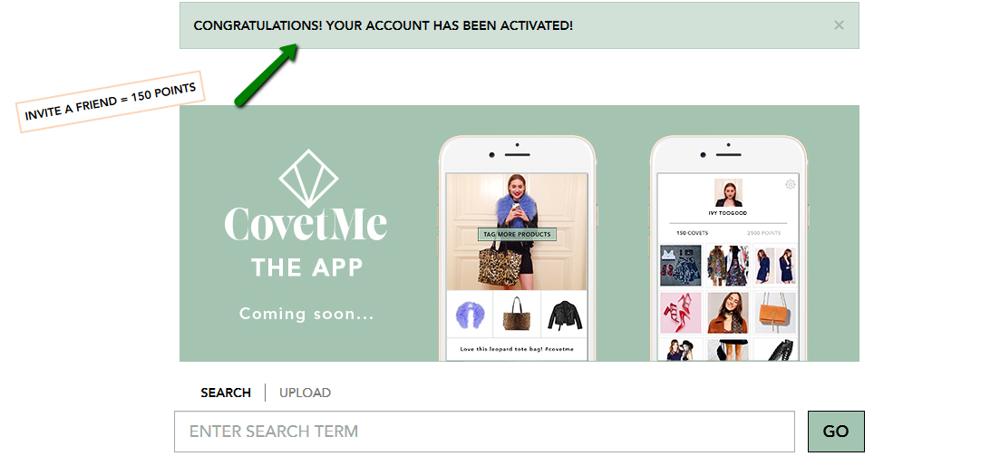 CONGRATULATIONS! YOUR ACCOUNT HAS BEEN ACTIVATED! ×
INVITE A FRIEND = 150 POINTS
CovetMe
THE APP
Coming soon...
TAG MORE PRODUCTS
Love this leopard tote bag! #covetme
IVY TOOGOOD
150 COVETS 2500 POINTS
SEARCH | UPLOAD
ENTER SEARCH TERM
GO